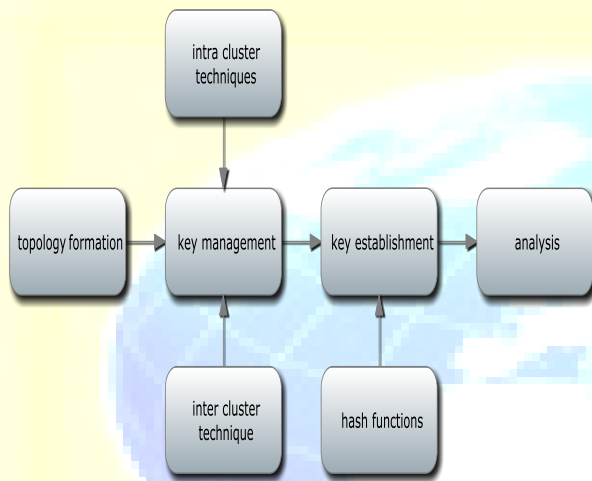 intra cluster
techniques
topology formation
key management
key establishment
analysis
inter cluster
technique
hash functions